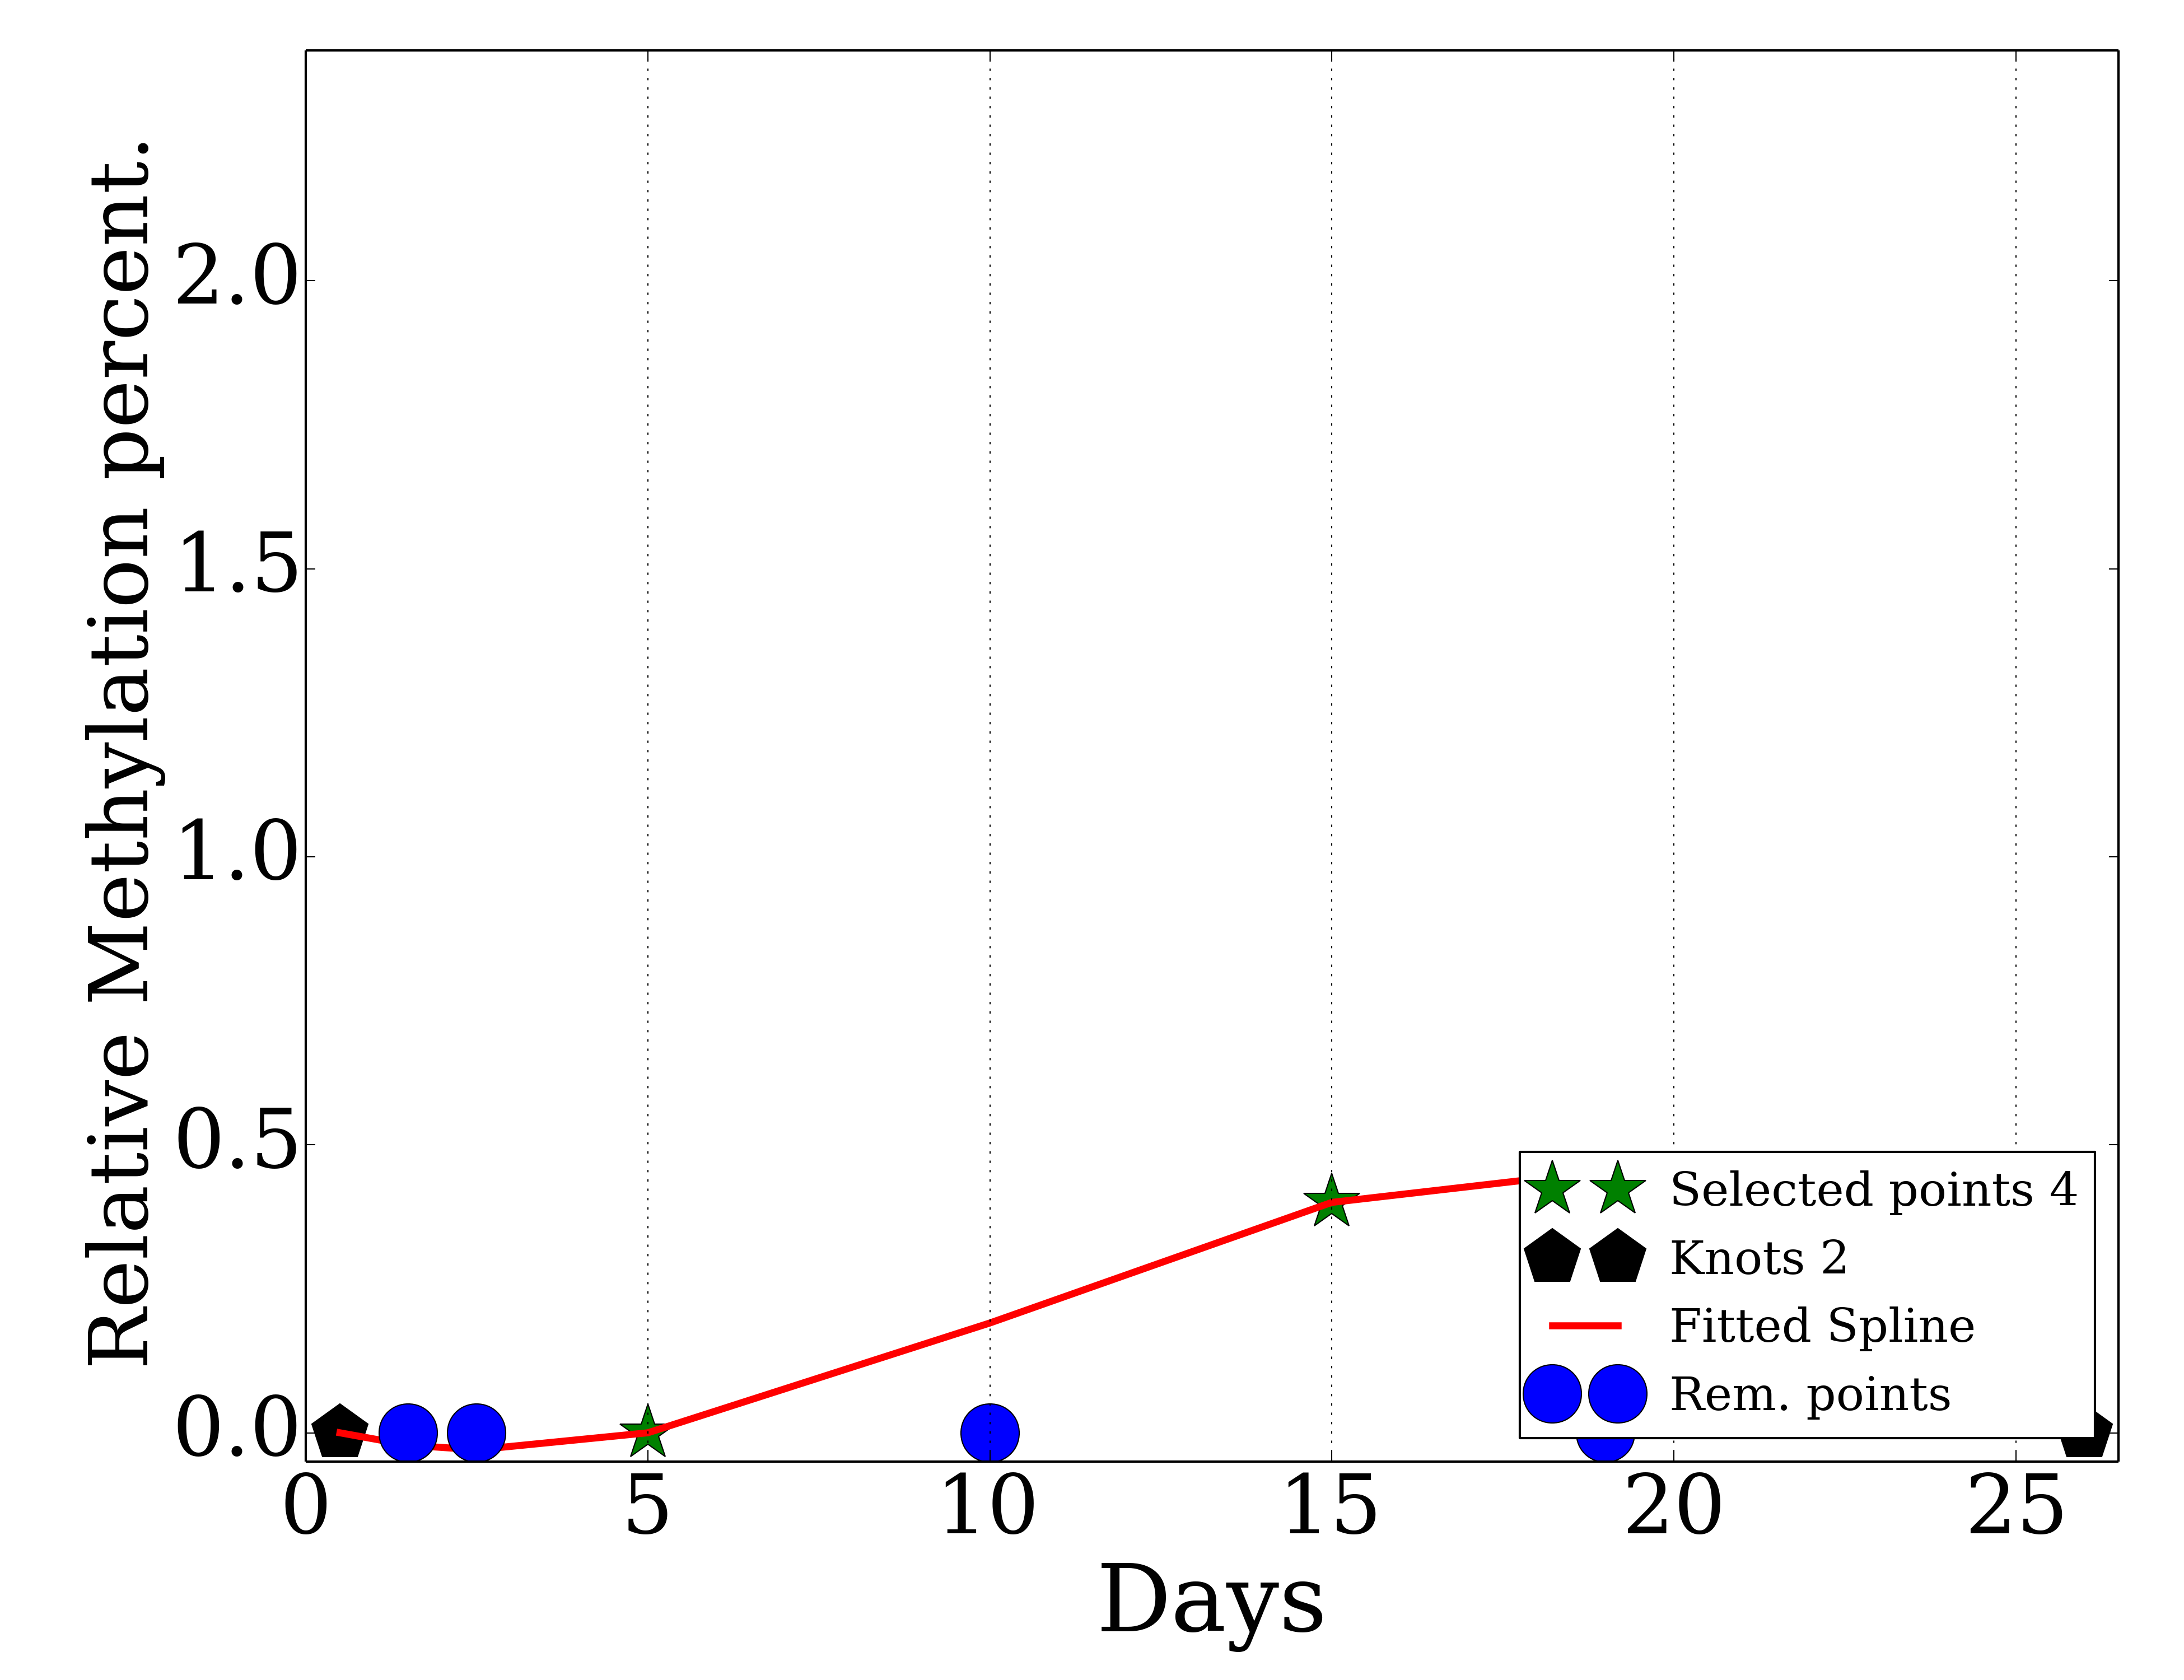 Relative Methylation percent.
2.0
1.5
1.0
0.5
0.0
0 5 10 15 20 25
Days
Selected points 4
Knots 2
Fitted Spline
Rem. points